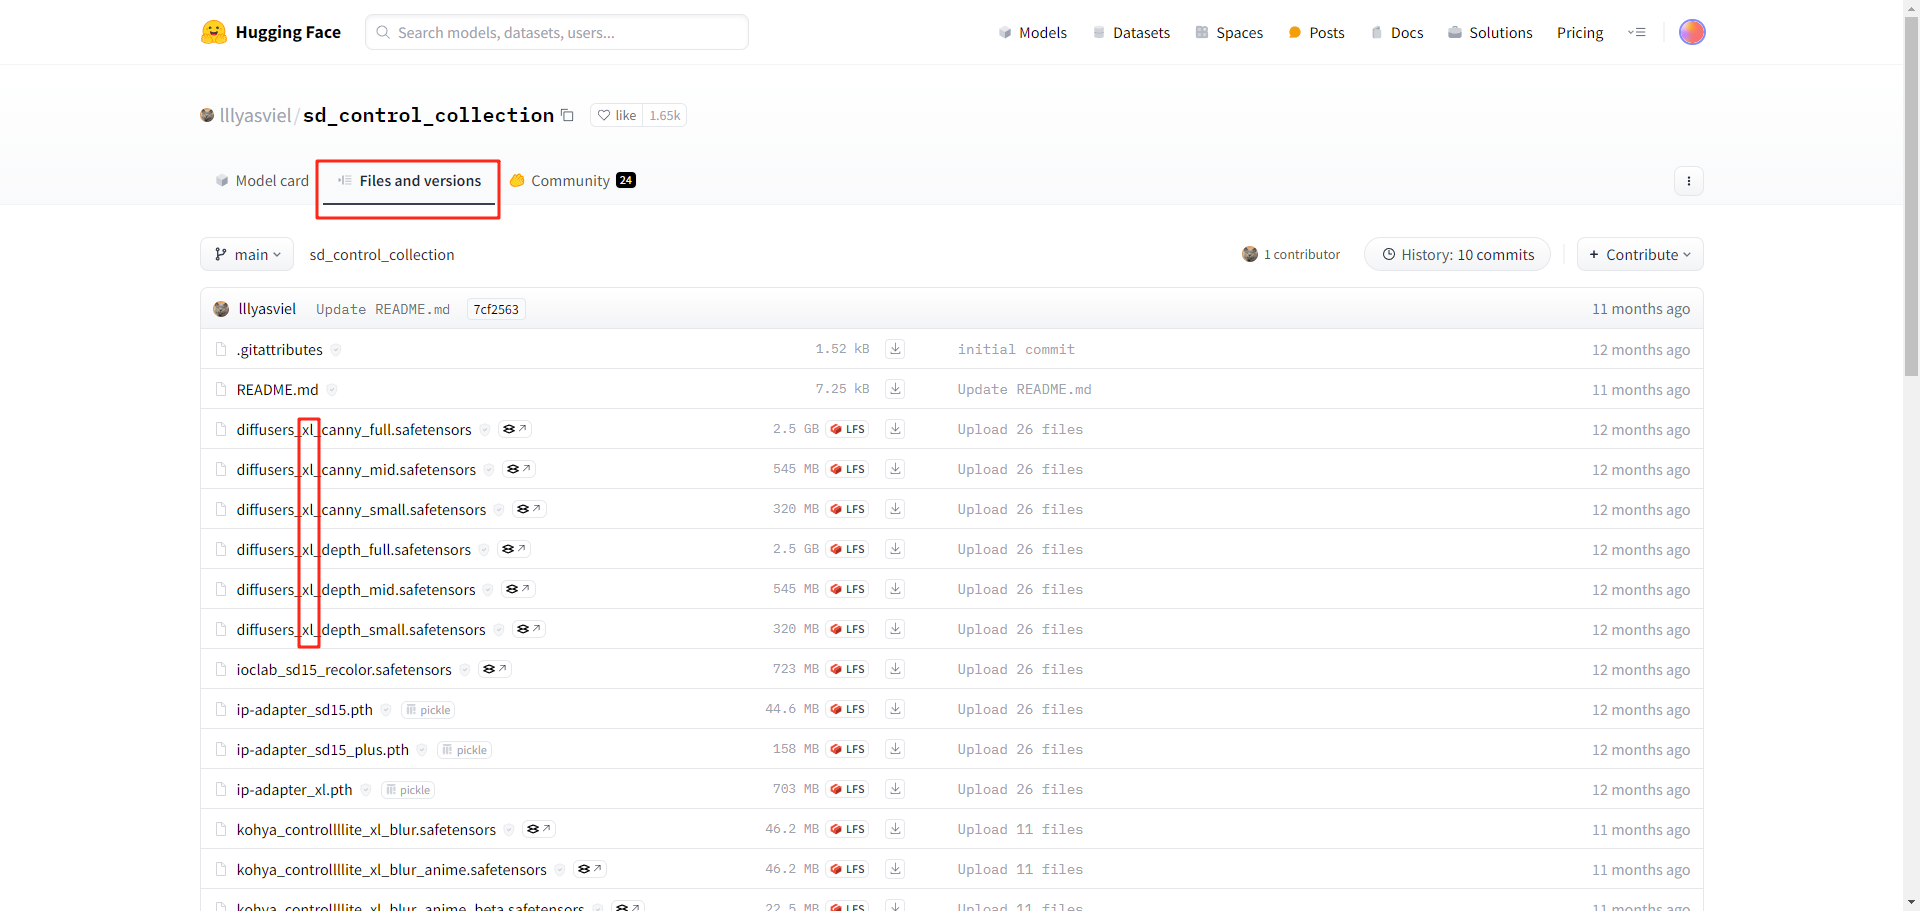 Hugging Face Search models, datasets, users... Models Datasets Spaces Posts Docs Solutions Pricing
lllyasviel/sd_control_collection like 1.65k
Model card Files and versions Community 24
main sd_control_collection 1 contributor History: 10 commits + Contribute
lllyasviel Update README.md 7cf2563 11 months ago
.gitattributes 1.52 kB initial commit 12 months ago
README.md 7.25 kB Update README.md 11 months ago
diffusers_xl_canny_full.safetensors 2.5 GB LFS Upload 26 files 12 months ago
diffusers_xl_canny_mid.safetensors 545 MB LFS Upload 26 files 12 months ago
diffusers_xl_canny_small.safetensors 320 MB LFS Upload 26 files 12 months ago
diffusers_xl_depth_full.safetensors 2.5 GB LFS Upload 26 files 12 months ago
diffusers_xl_depth_mid.safetensors 545 MB LFS Upload 26 files 12 months ago
diffusers_xl_depth_small.safetensors 320 MB LFS Upload 26 files 12 months ago
ioclab_sd15_recolor.safetensors 723 MB LFS Upload 26 files 12 months ago
ip-adapter_sd15.pth pickle 44.6 MB LFS Upload 26 files 12 months ago
ip-adapter_sd15_plus.pth pickle 158 MB LFS Upload 26 files 12 months ago
ip-adapter_xl.pth pickle 703 MB LFS Upload 26 files 12 months ago
kohya_controllllite_xl_blur.safetensors 46.2 MB LFS Upload 11 files 11 months ago
kohya_controllllite_xl_blur_anime.safetensors 46.2 MB LFS Upload 11 files 11 months ago
kohya_controllllite_xl_blur_anime_beta.safetensors 22.5 MB LFS Upload 11 files 11 months ago